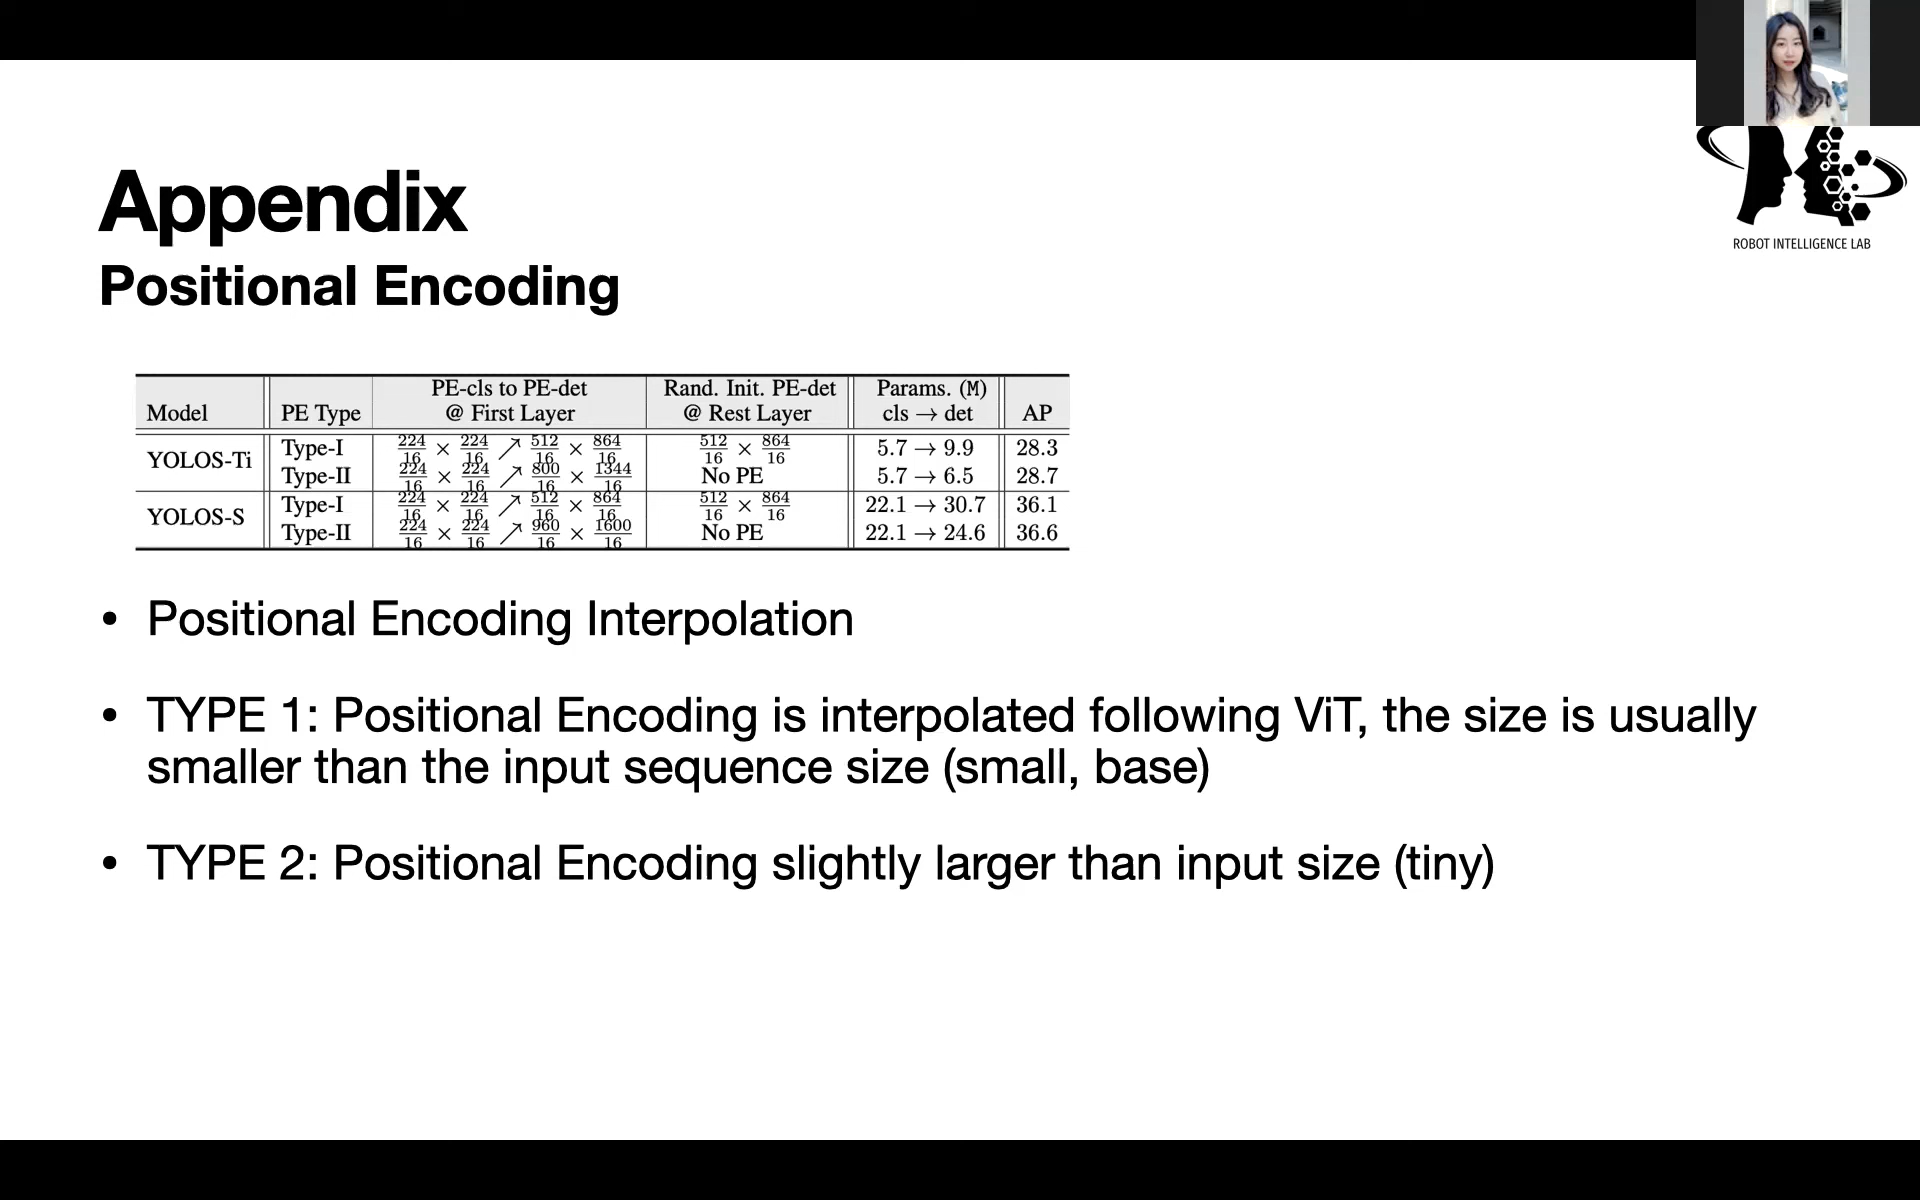 ROBOT INTELLIGENCE LAB
Appendix
Positional Encoding
Model PE Type PE-cls to PE-det @ First Layer Rand. Init. PE-det @ Rest Layer Params. (M) cls → det AP
YOLOS-Ti Type-I 224/16 × 224/16 ↗ 512/16 × 864/16 512/16 × 864/16 5.7 → 9.9 28.3
Type-II 224/16 × 224/16 ↗ 800/16 × 1344/16 No PE 5.7 → 6.5 28.7
YOLOS-S Type-I 224/16 × 224/16 ↗ 512/16 × 864/16 512/16 × 864/16 22.1 → 30.7 36.1
Type-II 224/16 × 224/16 ↗ 960/16 × 1600/16 No PE 22.1 → 24.6 36.6
• Positional Encoding Interpolation
• TYPE 1: Positional Encoding is interpolated following ViT, the size is usually
smaller than the input sequence size (small, base)
• TYPE 2: Positional Encoding slightly larger than input size (tiny)